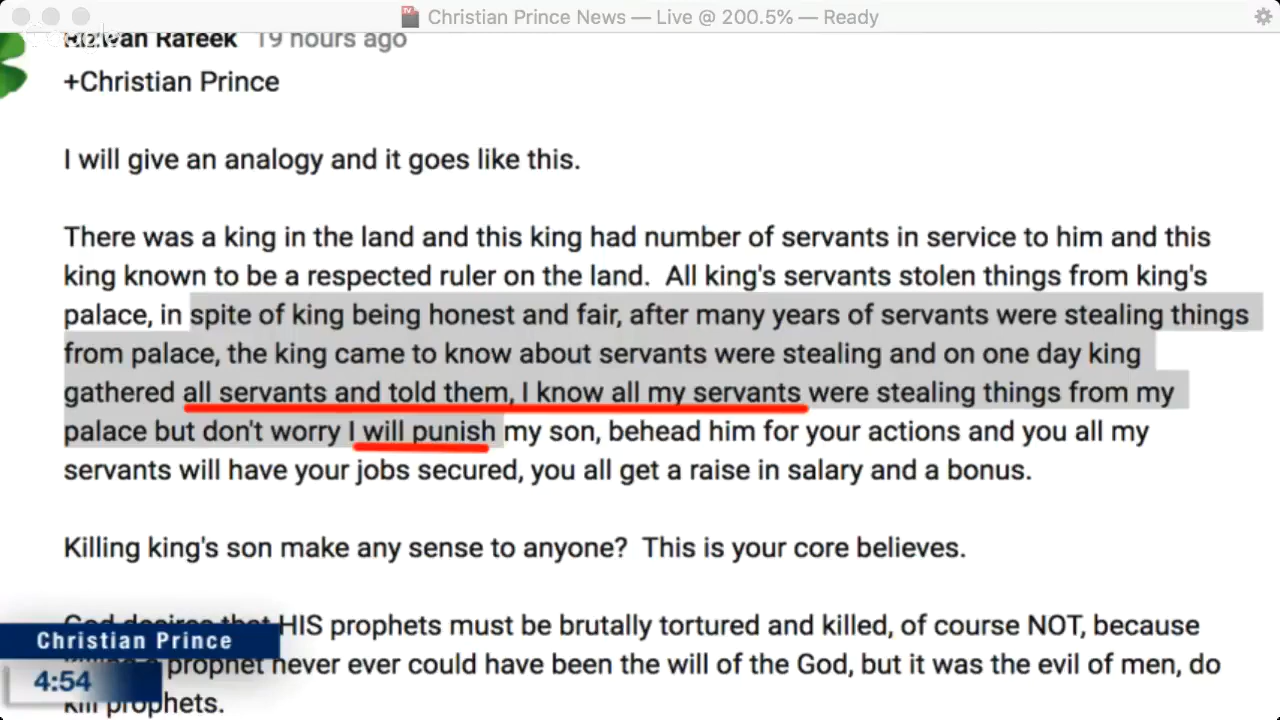 Christian Prince News — Live @ 200.5% — Ready
Rafeek 19 hours ago
+Christian Prince
I will give an analogy and it goes like this.
There was a king in the land and this king had number of servants in service to him and this
king known to be a respected ruler on the land. All king's servants stolen things from king's
palace, in spite of king being honest and fair, after many years of servants were stealing things
from palace, the king came to know about servants were stealing and on one day king
gathered all servants and told them, I know all my servants were stealing things from my
palace but don't worry I will punish my son, behead him for your actions and you all my
servants will have your jobs secured, you all get a raise in salary and a bonus.
Killing king's son make any sense to anyone? This is your core believes.
God desires that HIS prophets must be brutally tortured and killed, of course NOT, because
prophet never ever could have been the will of the God, but it was the evil of men, do
kill prophets.
Christian Prince
4:54